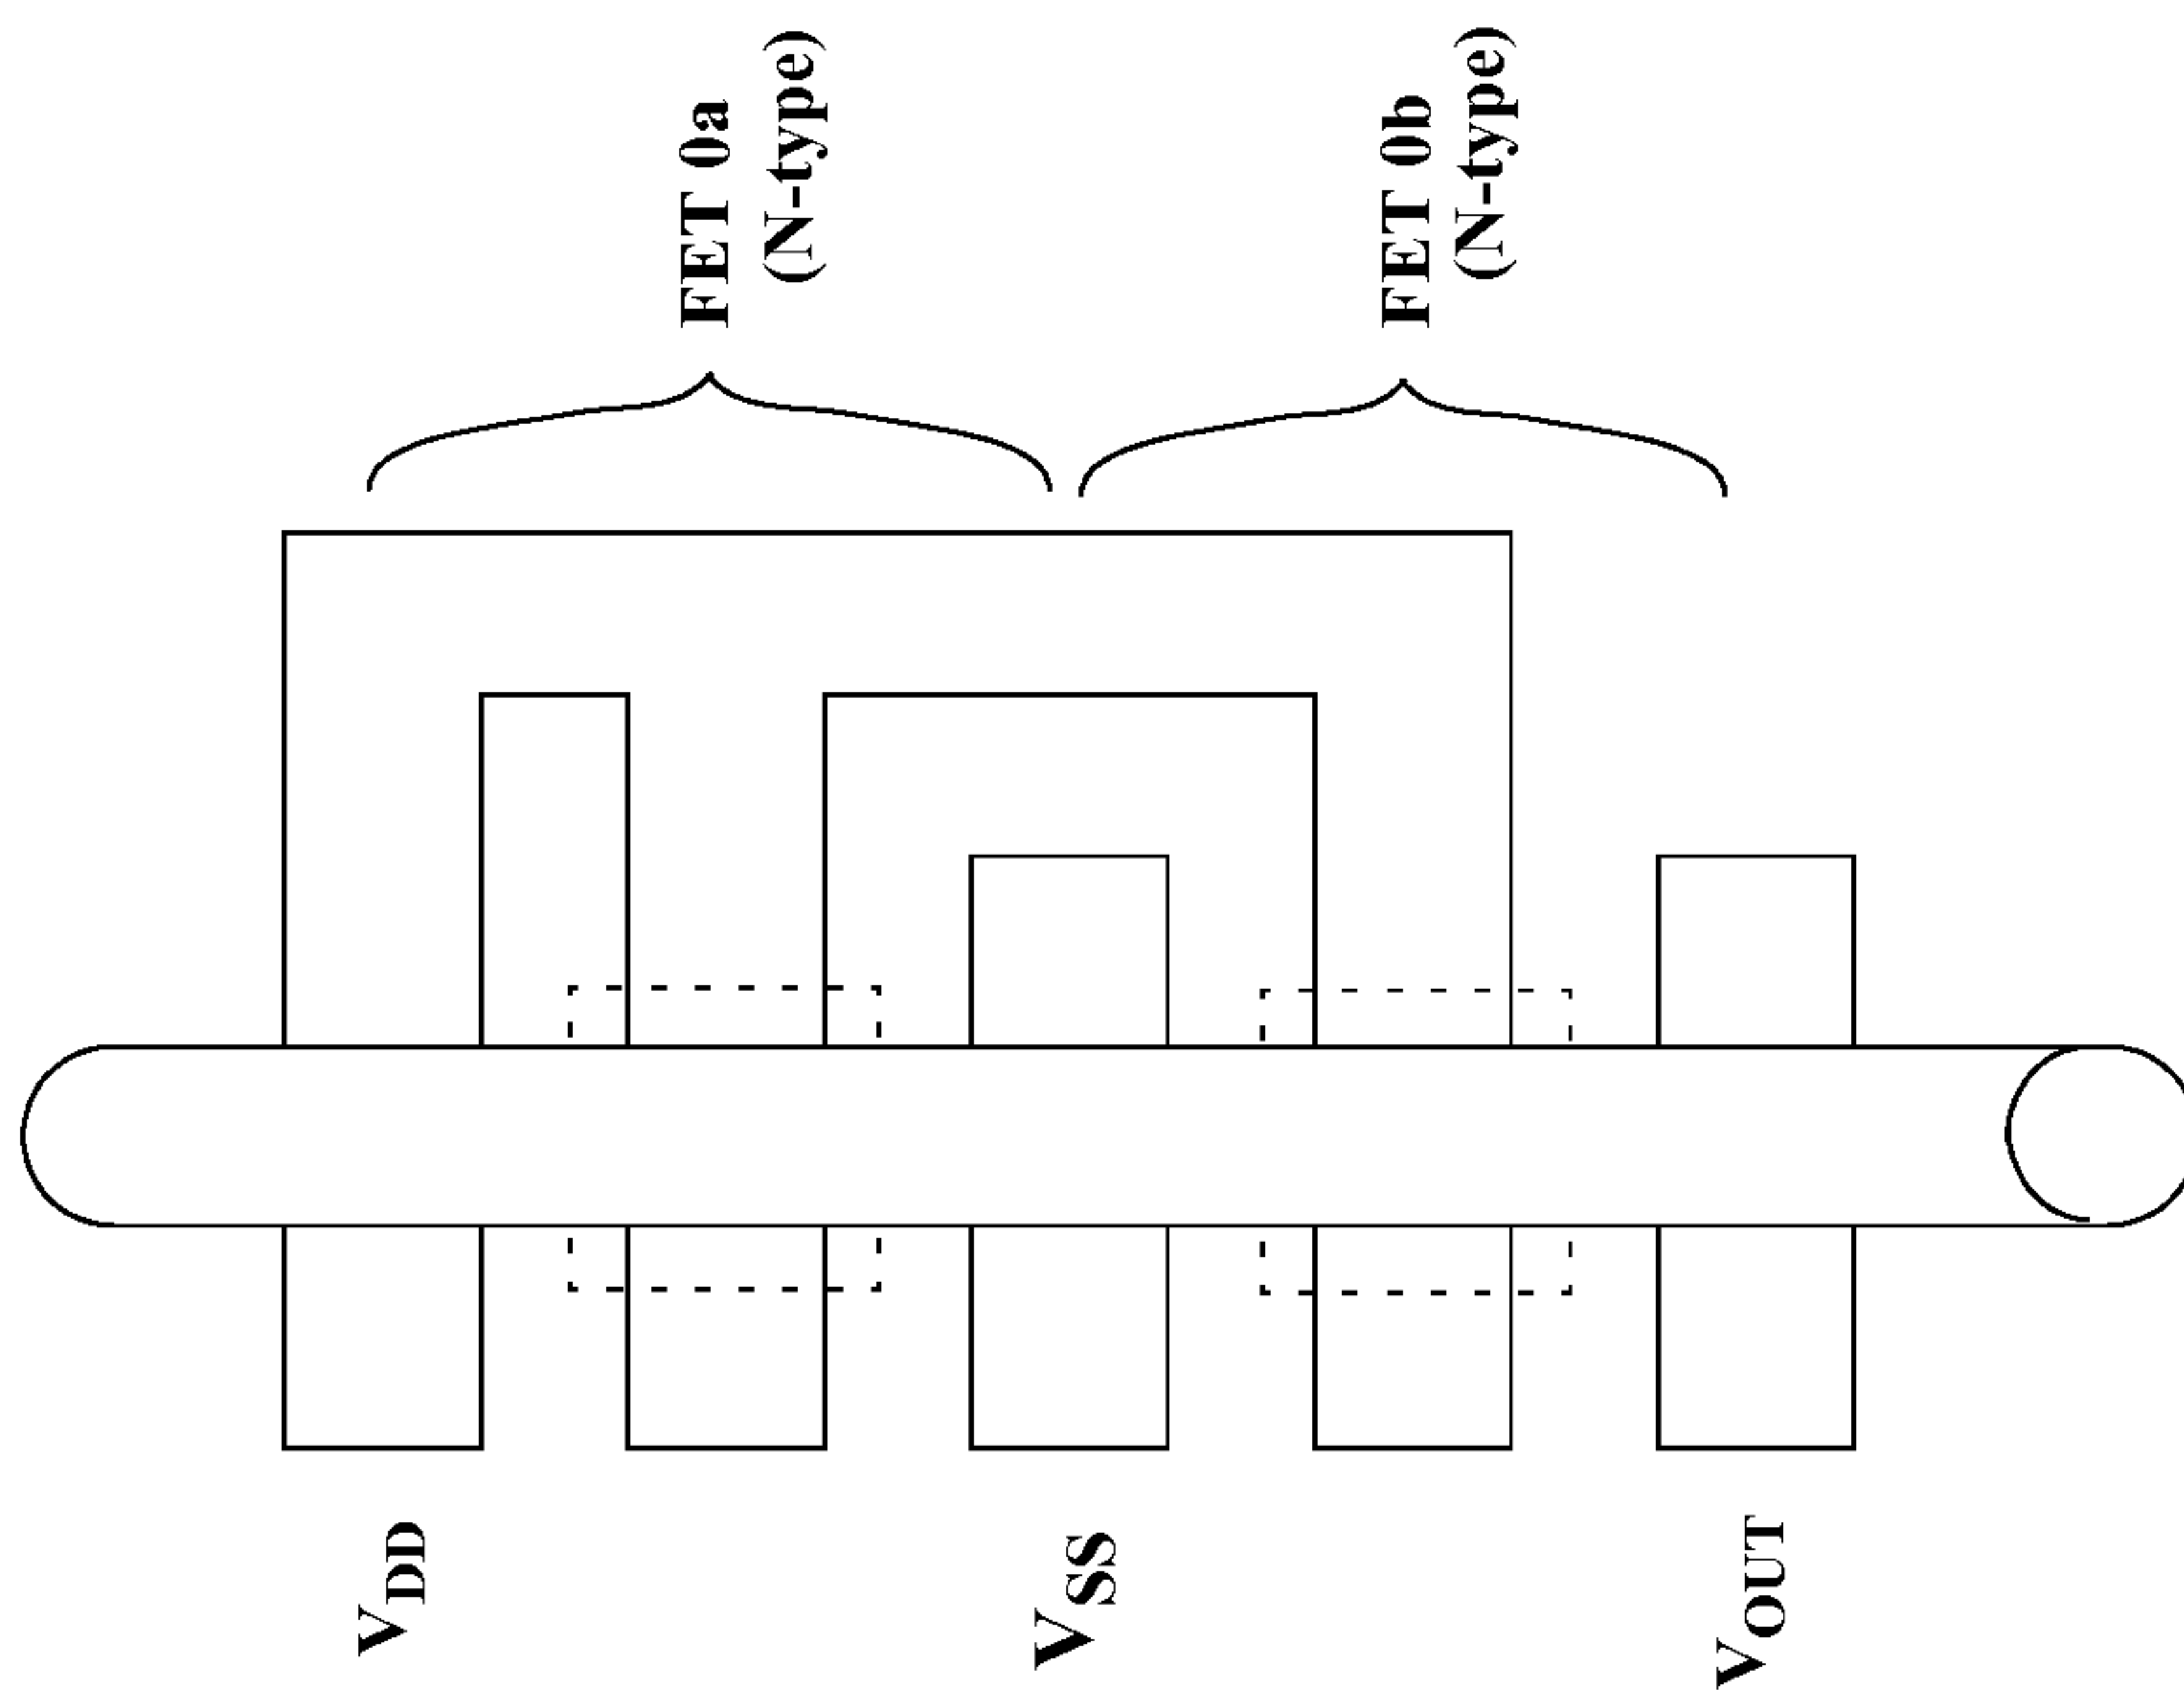 FET 0a
(N-type)
FET 0b
(N-type)
VDD
VSS
VOUT